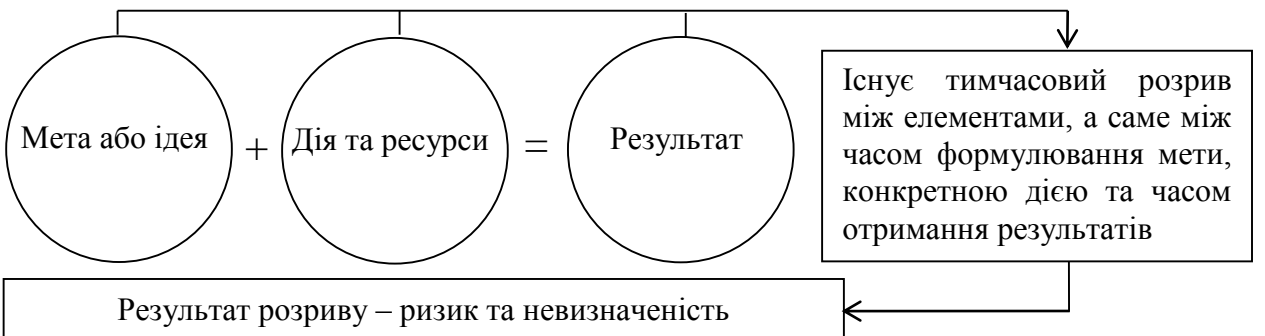 Мета або ідея + Дія та ресурси = Результат
Існує тимчасовий розрив
між елементами, а саме між
часом формулювання мети,
конкретною дією та часом
отримання результатів
Результат розриву – ризик та невизначеність